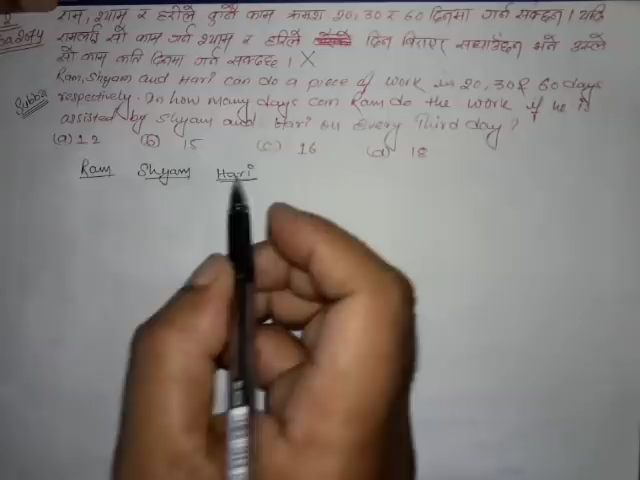 2 राम, श्याम र हरीले कुनै काम क्रमश 20, 30 र 60 दिनमा गर्न सक्छन् । यदि
रामलाई सो काम गर्न श्याम र हरिले दिन बिराएर सघाउँछन् भने उसले
सो काम कति दिनमा गर्न सक्दछ । X
Ram, Shyam and Hari can do a piece of work in 20, 30 & 60 days
respectively. In how many days can Ram do the work if he is
assisted by Shyam and Hari on Every Third day?
(a) 12 (b) 15 (c) 16 (d) 18
Ram Shyam Hari